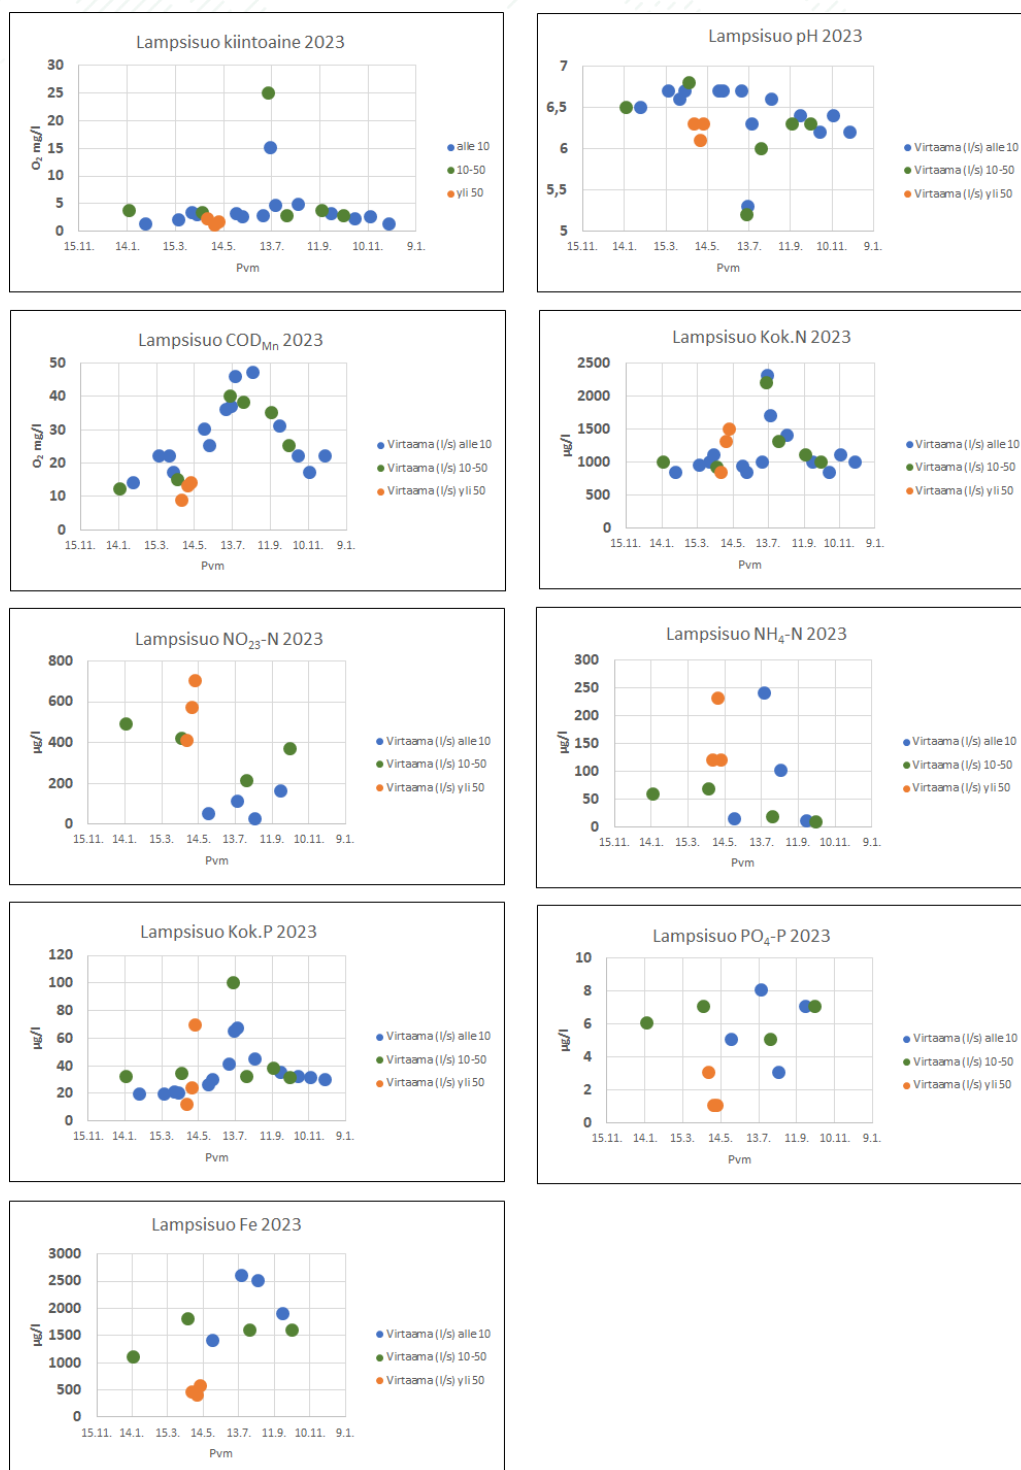 Lampsisuo kiintoaine 2023
30
25
20
15
10
5
0
O₂ mg/l
15.11. 14.1. 15.3. 14.5. 13.7. 11.9. 10.11. 9.1.
Pvm
alle 10
10-50
yli 50
Lampsisuo pH 2023
7
6,5
6
5,5
5
15.11. 14.1. 15.3. 14.5. 13.7. 11.9. 10.11. 9.1.
Pvm
Virtaama (l/s) alle 10
Virtaama (l/s) 10-50
Virtaama (l/s) yli 50
Lampsisuo COD_Mn 2023
50
40
30
20
10
0
O₂ mg/l
15.11. 14.1. 15.3. 14.5. 13.7. 11.9. 10.11. 9.1.
Pvm
Virtaama (l/s) alle 10
Virtaama (l/s) 10-50
Virtaama (l/s) yli 50
Lampsisuo Kok.N 2023
2500
2000
1500
1000
500
0
µg/l
15.11. 14.1. 15.3. 14.5. 13.7. 11.9. 10.11. 9.1.
Pvm
Virtaama (l/s) alle 10
Virtaama (l/s) 10-50
Virtaama (l/s) yli 50
Lampsisuo NO₂₃-N 2023
800
600
400
200
0
µg/l
15.11. 14.1. 15.3. 14.5. 13.7. 11.9. 10.11. 9.1.
Pvm
Virtaama (l/s) alle 10
Virtaama (l/s) 10-50
Virtaama (l/s) yli 50
Lampsisuo NH₄-N 2023
300
250
200
150
100
50
0
µg/l
15.11. 14.1. 15.3. 14.5. 13.7. 11.9. 10.11. 9.1.
Pvm
Virtaama (l/s) alle 10
Virtaama (l/s) 10-50
Virtaama (l/s) yli 50
Lampsisuo Kok.P 2023
120
100
80
60
40
20
0
µg/l
15.11. 14.1. 15.3. 14.5. 13.7. 11.9. 10.11. 9.1.
Pvm
Virtaama (l/s) alle 10
Virtaama (l/s) 10-50
Virtaama (l/s) yli 50
Lampsisuo PO₄-P 2023
10
8
6
4
2
0
µg/l
15.11. 14.1. 15.3. 14.5. 13.7. 11.9. 10.11. 9.1.
Pvm
Virtaama (l/s) alle 10
Virtaama (l/s) 10-50
Virtaama (l/s) yli 50
Lampsisuo Fe 2023
3000
2500
2000
1500
1000
500
0
µg/l
15.11. 14.1. 15.3. 14.5. 13.7. 11.9. 10.11. 9.1.
Pvm
Virtaama (l/s) alle 10
Virtaama (l/s) 10-50
Virtaama (l/s) yli 50